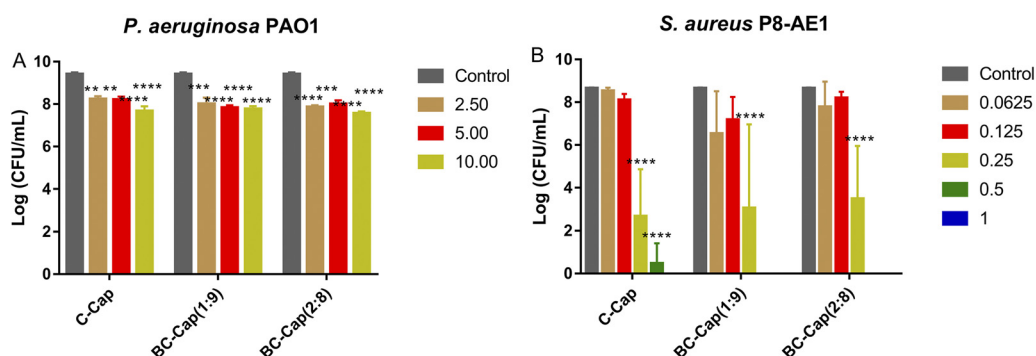 P. aeruginosa PAO1
A
Log (CFU/mL)
10
8
6
4
2
0
** **
****
****
***
****
****
****
****
***
****
****
C-Cap
BC-Cap(1:9)
BC-Cap(2:8)
Control
2.50
5.00
10.00
S. aureus P8-AE1
B
Log (CFU/mL)
10
8
6
4
2
0
****
****
****
****
C-Cap
BC-Cap(1:9)
BC-Cap(2:8)
Control
0.0625
0.125
0.25
0.5
1